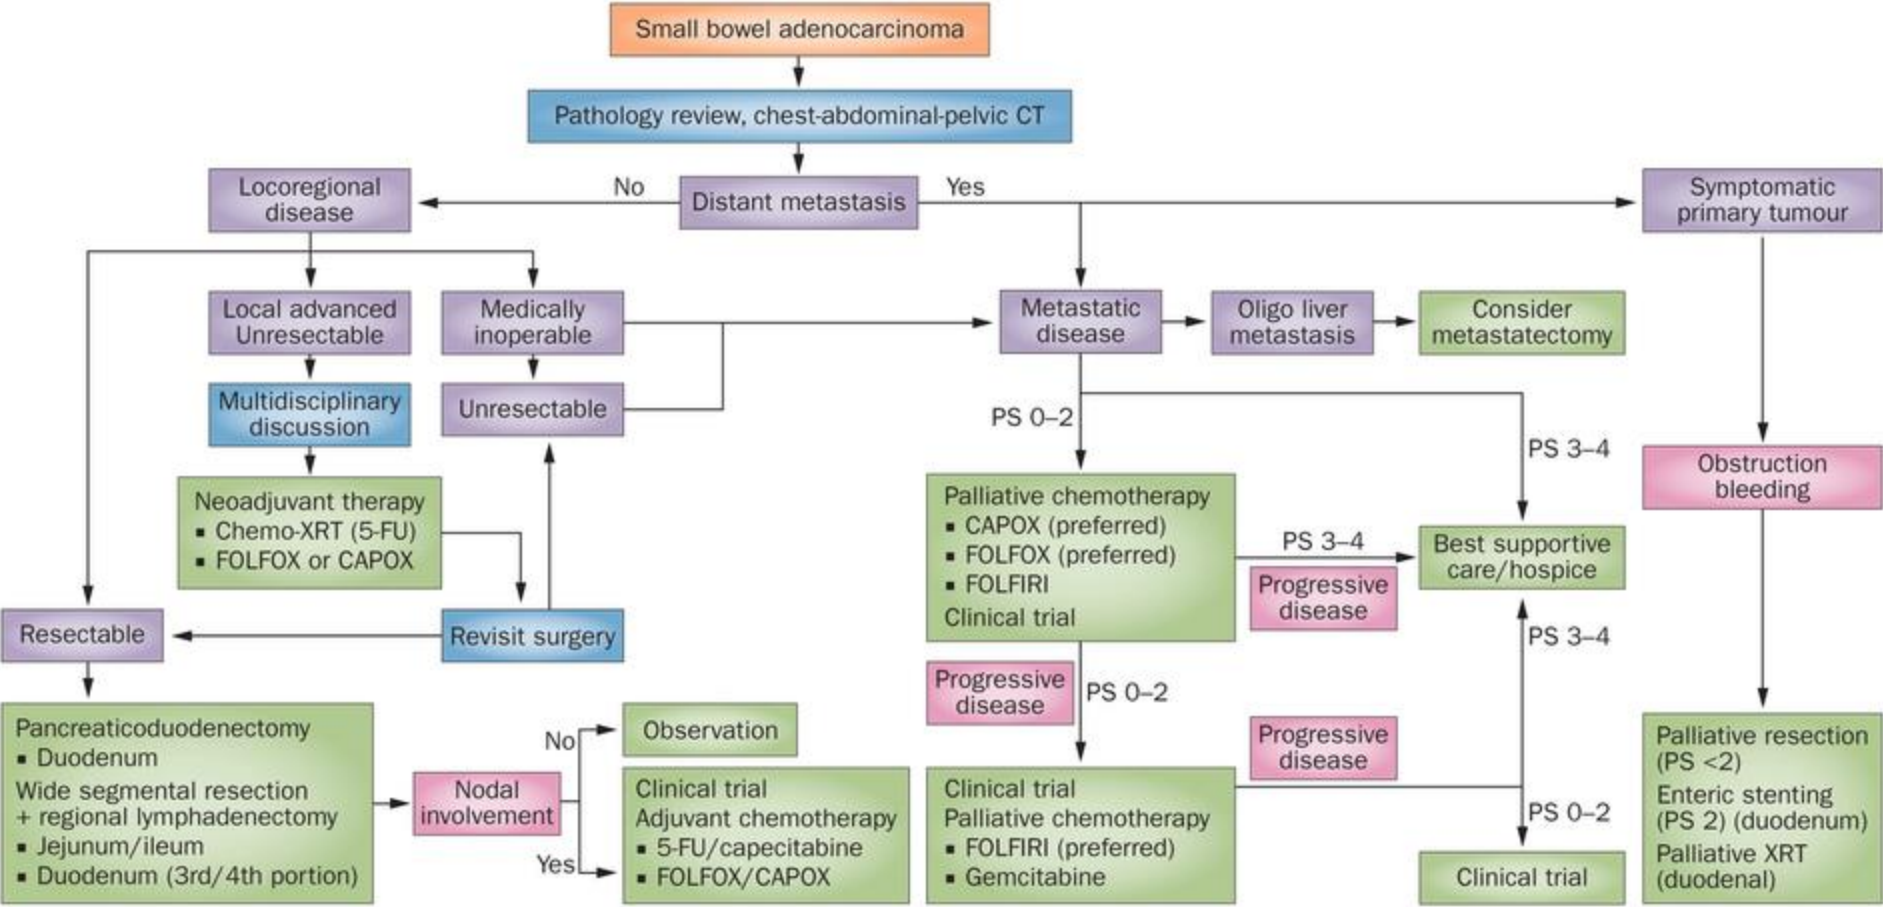 Small bowel adenocarcinoma
Pathology review, chest-abdominal-pelvic CT
Distant metastasis
No
Yes
Locoregional
disease
Symptomatic
primary tumour
Local advanced
Unresectable
Medically
inoperable
Metastatic
disease
Oligo liver
metastasis
Consider
metastatectomy
Multidisciplinary
discussion
Unresectable
PS 0–2
PS 3–4
Obstruction
bleeding
Neoadjuvant therapy
▪ Chemo-XRT (5-FU)
▪ FOLFOX or CAPOX
Palliative chemotherapy
▪ CAPOX (preferred)
▪ FOLFOX (preferred)
▪ FOLFIRI
Clinical trial
PS 3–4
Progressive
disease
Best supportive
care/hospice
Resectable
Revisit surgery
PS 3–4
Progressive
disease
PS 0–2
Pancreaticoduodenectomy
▪ Duodenum
Wide segmental resection
+ regional lymphadenectomy
▪ Jejunum/ileum
▪ Duodenum (3rd/4th portion)
Nodal
involvement
No
Yes
Observation
Clinical trial
Adjuvant chemotherapy
▪ 5-FU/capecitabine
▪ FOLFOX/CAPOX
Clinical trial
Palliative chemotherapy
▪ FOLFIRI (preferred)
▪ Gemcitabine
Progressive
disease
PS 0–2
Clinical trial
Palliative resection
(PS <2)
Enteric stenting
(PS 2) (duodenum)
Palliative XRT
(duodenal)